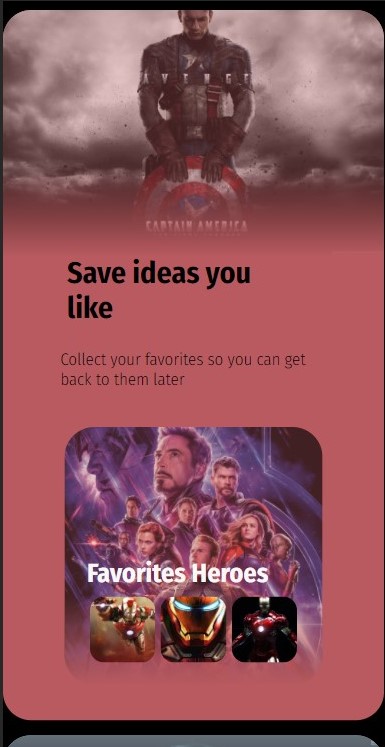 AVENGE
CAPTAIN AMERICA
Save ideas you
like
Collect your favorites so you can get
back to them later
Favorites Heroes